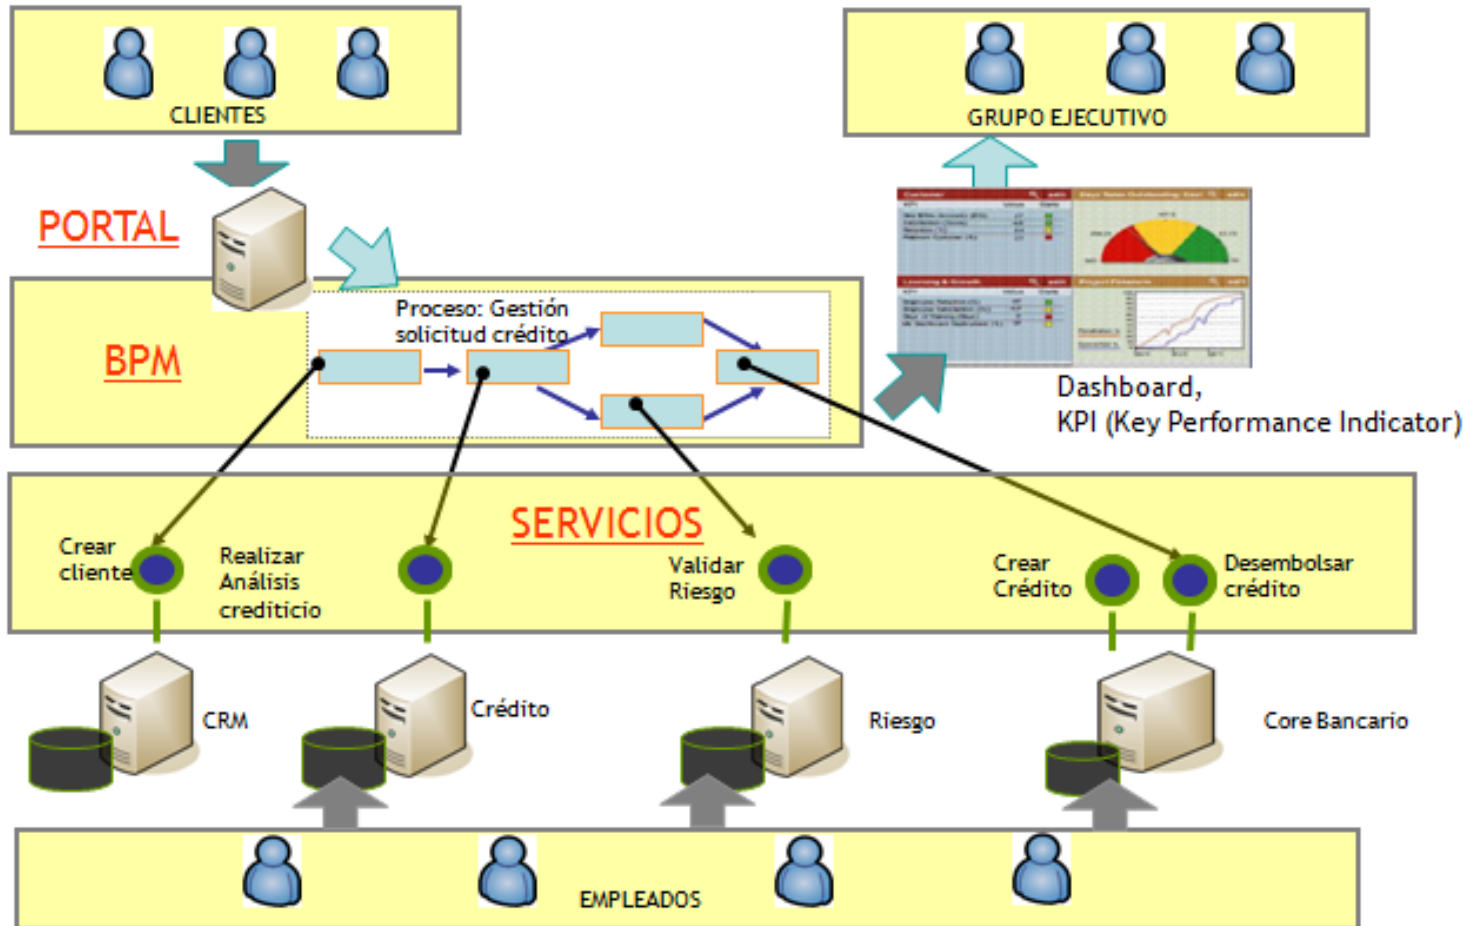 CLIENTES
GRUPO EJECUTIVO
PORTAL
BPM
Proceso: Gestión
solicitud crédito
Customer
Dashboard,
KPI (Key Performance Indicator)
SERVICIOS
Crear
cliente
Realizar
Análisis
crediticio
Validar
Riesgo
Crear
Crédito
Desembolsar
crédito
CRM
Crédito
Riesgo
Core Bancario
EMPLEADOS